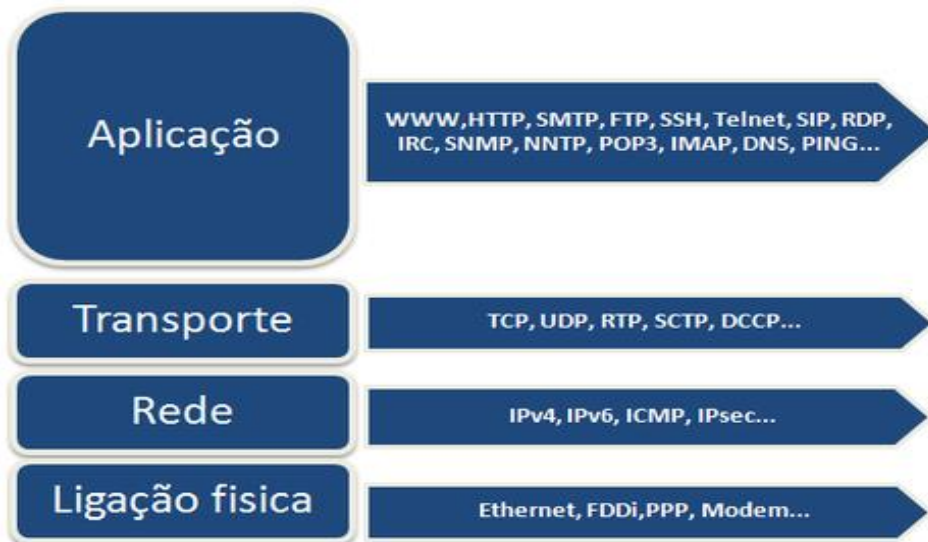 Aplicação
WWW,HTTP, SMTP, FTP, SSH, Telnet, SIP, RDP,
IRC, SNMP, NNTP, POP3, IMAP, DNS, PING...
Transporte
TCP, UDP, RTP, SCTP, DCCP...
Rede
IPv4, IPv6, ICMP, IPsec...
Ligação fisica
Ethernet, FDDi,PPP, Modem...